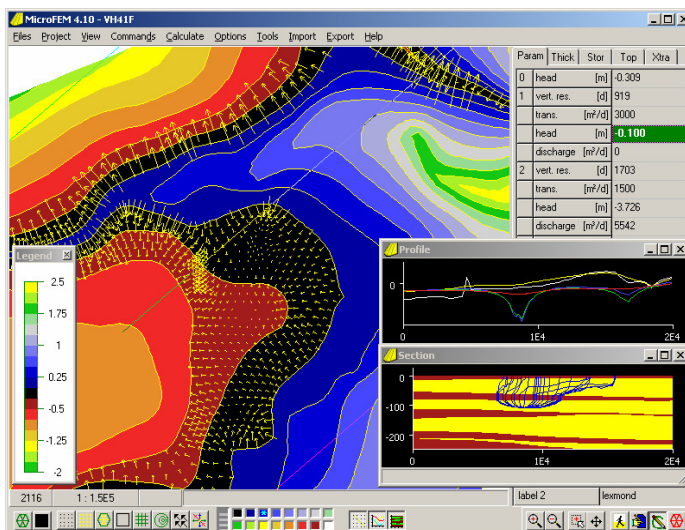 MicroFEM 4.10 - VH41F
Files Project View Commands Calculate Options Tools Import Export Help
Param Thick Stor Top Xtra
0 head [m] -0.309
1 vert. res. [d] 919
trans. [m²/d] 3000
head [m] -0.100
discharge [m³/d] 0
2 vert. res. [d] 1703
trans. [m²/d] 1500
head [m] -3.726
discharge [m³/d] 5542
Legend
2.5
1.75
1
0.25
-0.5
-1.25
-2
Profile
0
1E4 2E4
Section
0
-100
-200
1E4 2E4
2116 1 : 1.5E5 label 2 lexmond